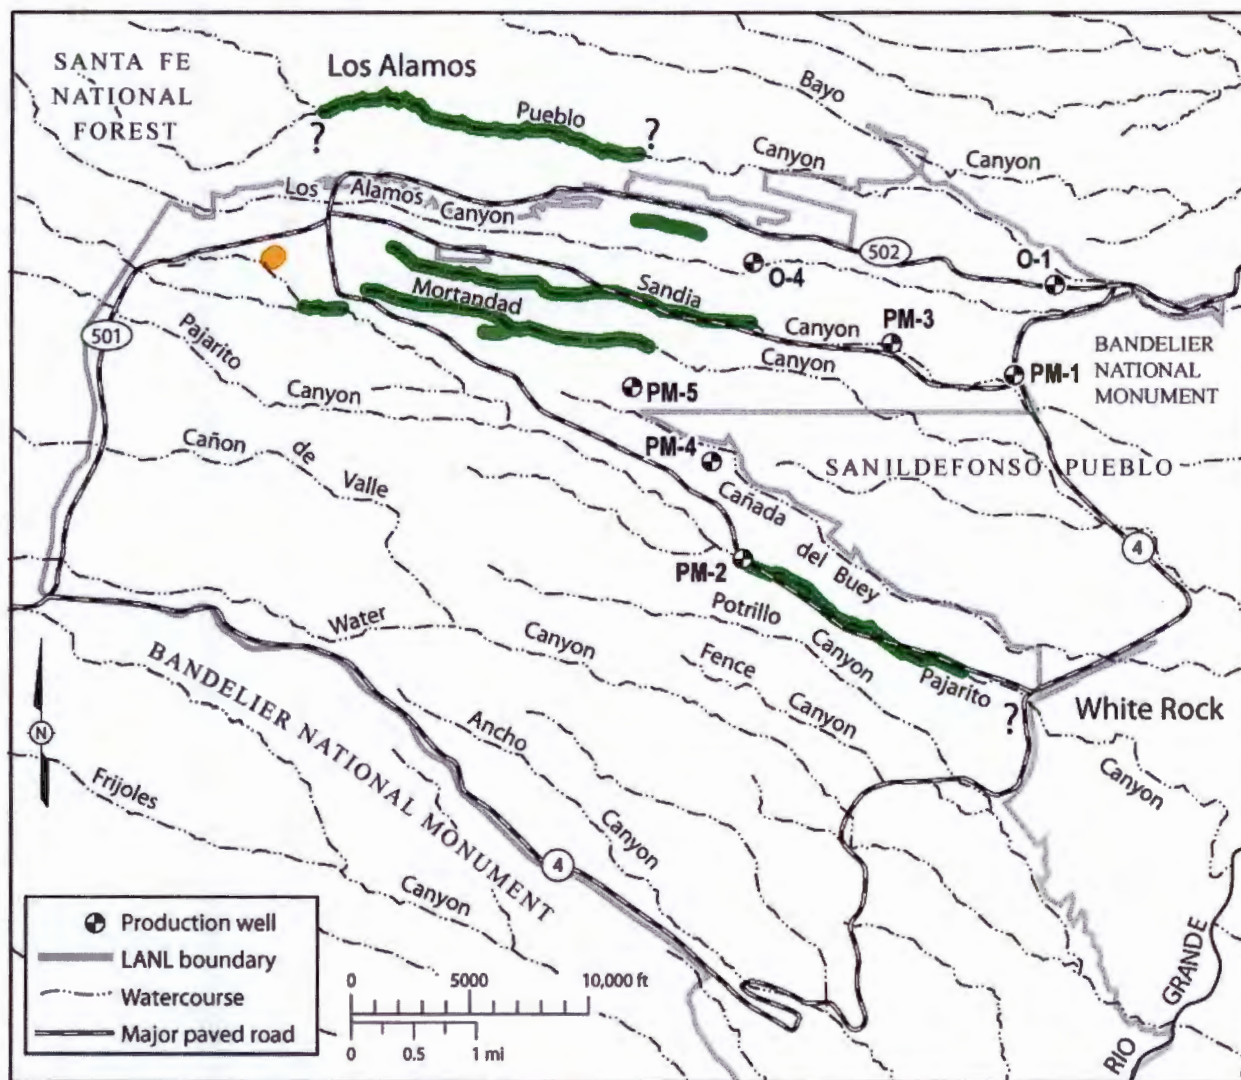 SANTA FE
NATIONAL
FOREST
Los Alamos
Pueblo
?
?
Bayo
Canyon
Canyon
Los Alamos
Canyon
502
O-4
O-1
Sandia
Mortandad
Canyon
PM-3
Canyon
PM-1
BANDELIER
NATIONAL
MONUMENT
501
Pajarito
Canyon
PM-5
Cañon
de
Valle
PM-4
SAN ILDEFONSO PUEBLO
Cañada
del Buey
4
PM-2
Potrillo
Canyon
Pajarito
Water
Canyon
Fence
Canyon
?
White Rock
Canyon
BANDELIER NATIONAL MONUMENT
N
Ancho
Canyon
Frijoles
Canyon
4
RIO GRANDE
Production well
LANL boundary
Watercourse
Major paved road
0 5000 10,000 ft
0 0.5 1 mi